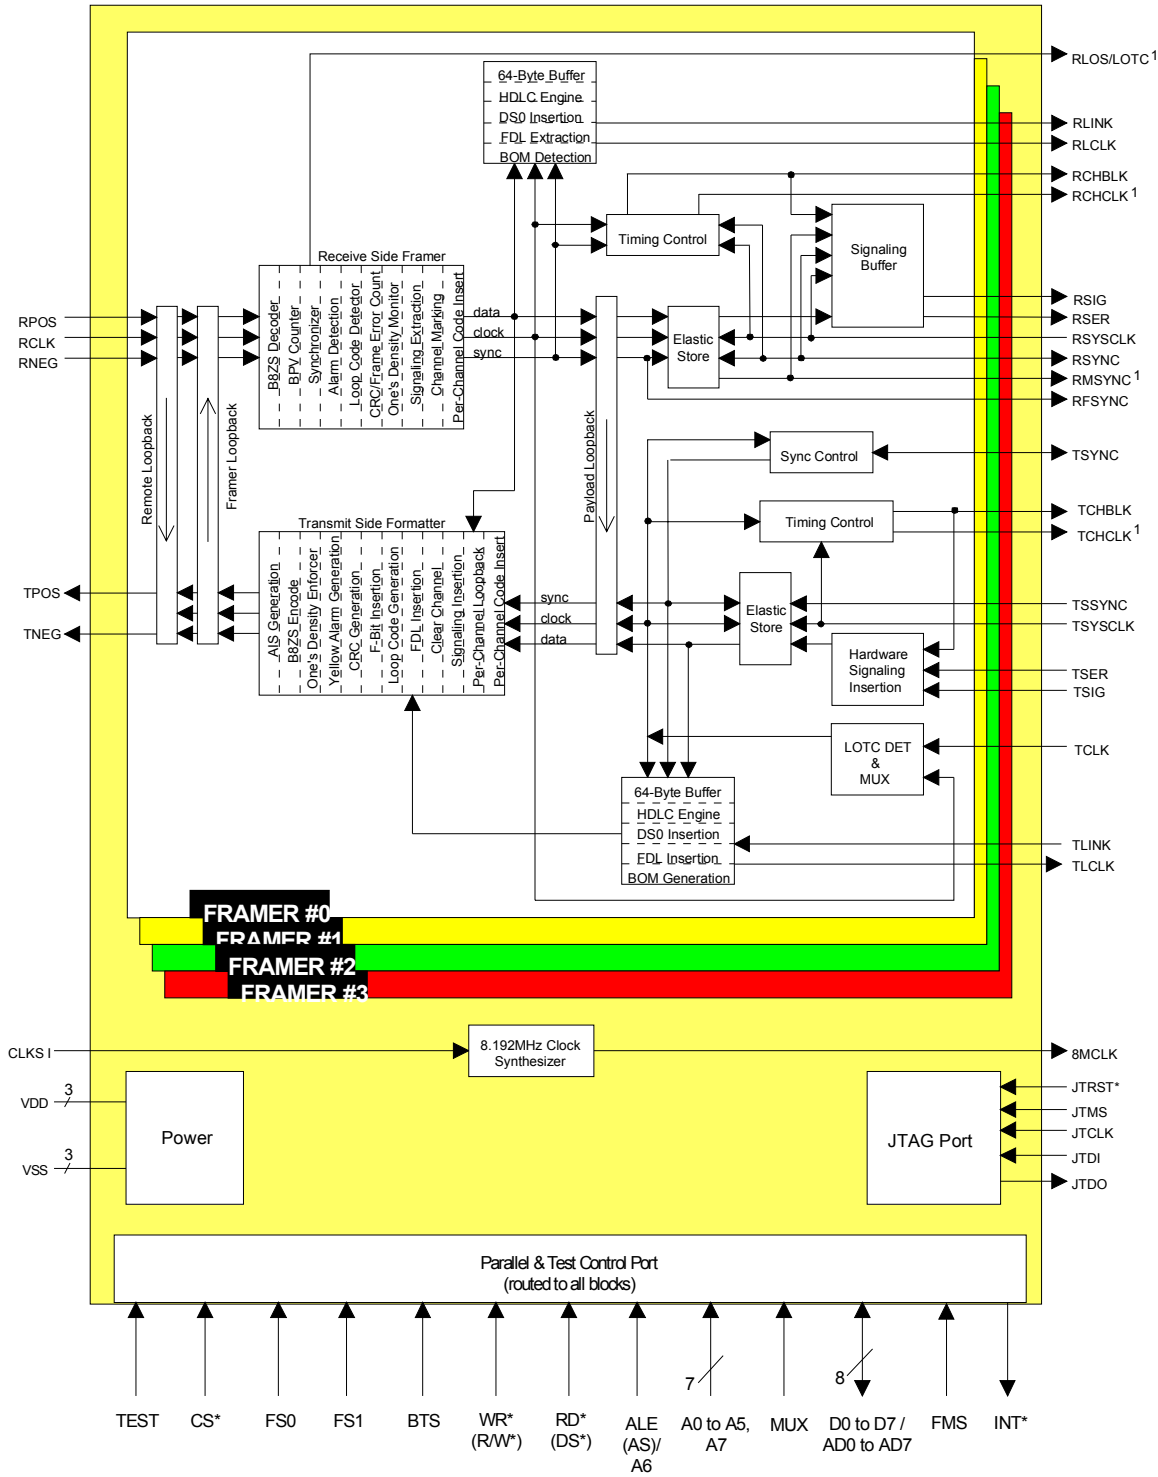 RLOS/LOTC 1
64-Byte Buffer
HDLC Engine
DS0 Insertion
FDL Extraction
BOM Detection
RLINK
RLCLK
RCHBLK
RCHCLK 1
Timing Control
Signaling
Buffer
Receive Side Framer
B8ZS Decoder
BPV Counter
Synchronizer
Alarm Detection
Loop Code Detector
CRC/Frame Error Count
One's Density Monitor
Signaling Extraction
Channel Marking
Per-Channel Code Insert
RPOS
RCLK
RNEG
data
clock
sync
Elastic
Store
RSIG
RSER
RSYSCLK
RSYNC
RMSYNC 1
RFSYNC
Remote Loopback
Framer Loopback
Payload Loopback
Sync Control
TSYNC
Timing Control
TCHBLK
TCHCLK 1
Transmit Side Formatter
AIS Generation
B8ZS Encode
One's Density Enforcer
Yellow Alarm Generation
CRC Generation
F-Bit Insertion
Loop Code Generation
FDL Insertion
Clear Channel
Signaling Insertion
Per-Channel Loopback
Per-Channel Code Insert
TPOS
TNEG
sync
clock
data
Elastic
Store
TSSYNC
TSYSCLK
Hardware
Signaling
Insertion
TSER
TSIG
LOTC DET
&
MUX
TCLK
64-Byte Buffer
HDLC Engine
DS0 Insertion
FDL Insertion
BOM Generation
TLINK
TLCLK
FRAMER #0
FRAMER #1
FRAMER #2
FRAMER #3
CLKS I
8.192MHz Clock
Synthesizer
8MCLK
VDD
3
VSS
3
Power
JTAG Port
JTRST*
JTMS
JTCLK
JTDI
JTDO
Parallel & Test Control Port
(routed to all blocks)
7
8
TEST
CS*
FS0
FS1
BTS
WR*
(R/W*)
RD*
(DS*)
ALE
(AS)/
A6
A0 to A5,
A7
MUX
D0 to D7 /
AD0 to AD7
FMS
INT*